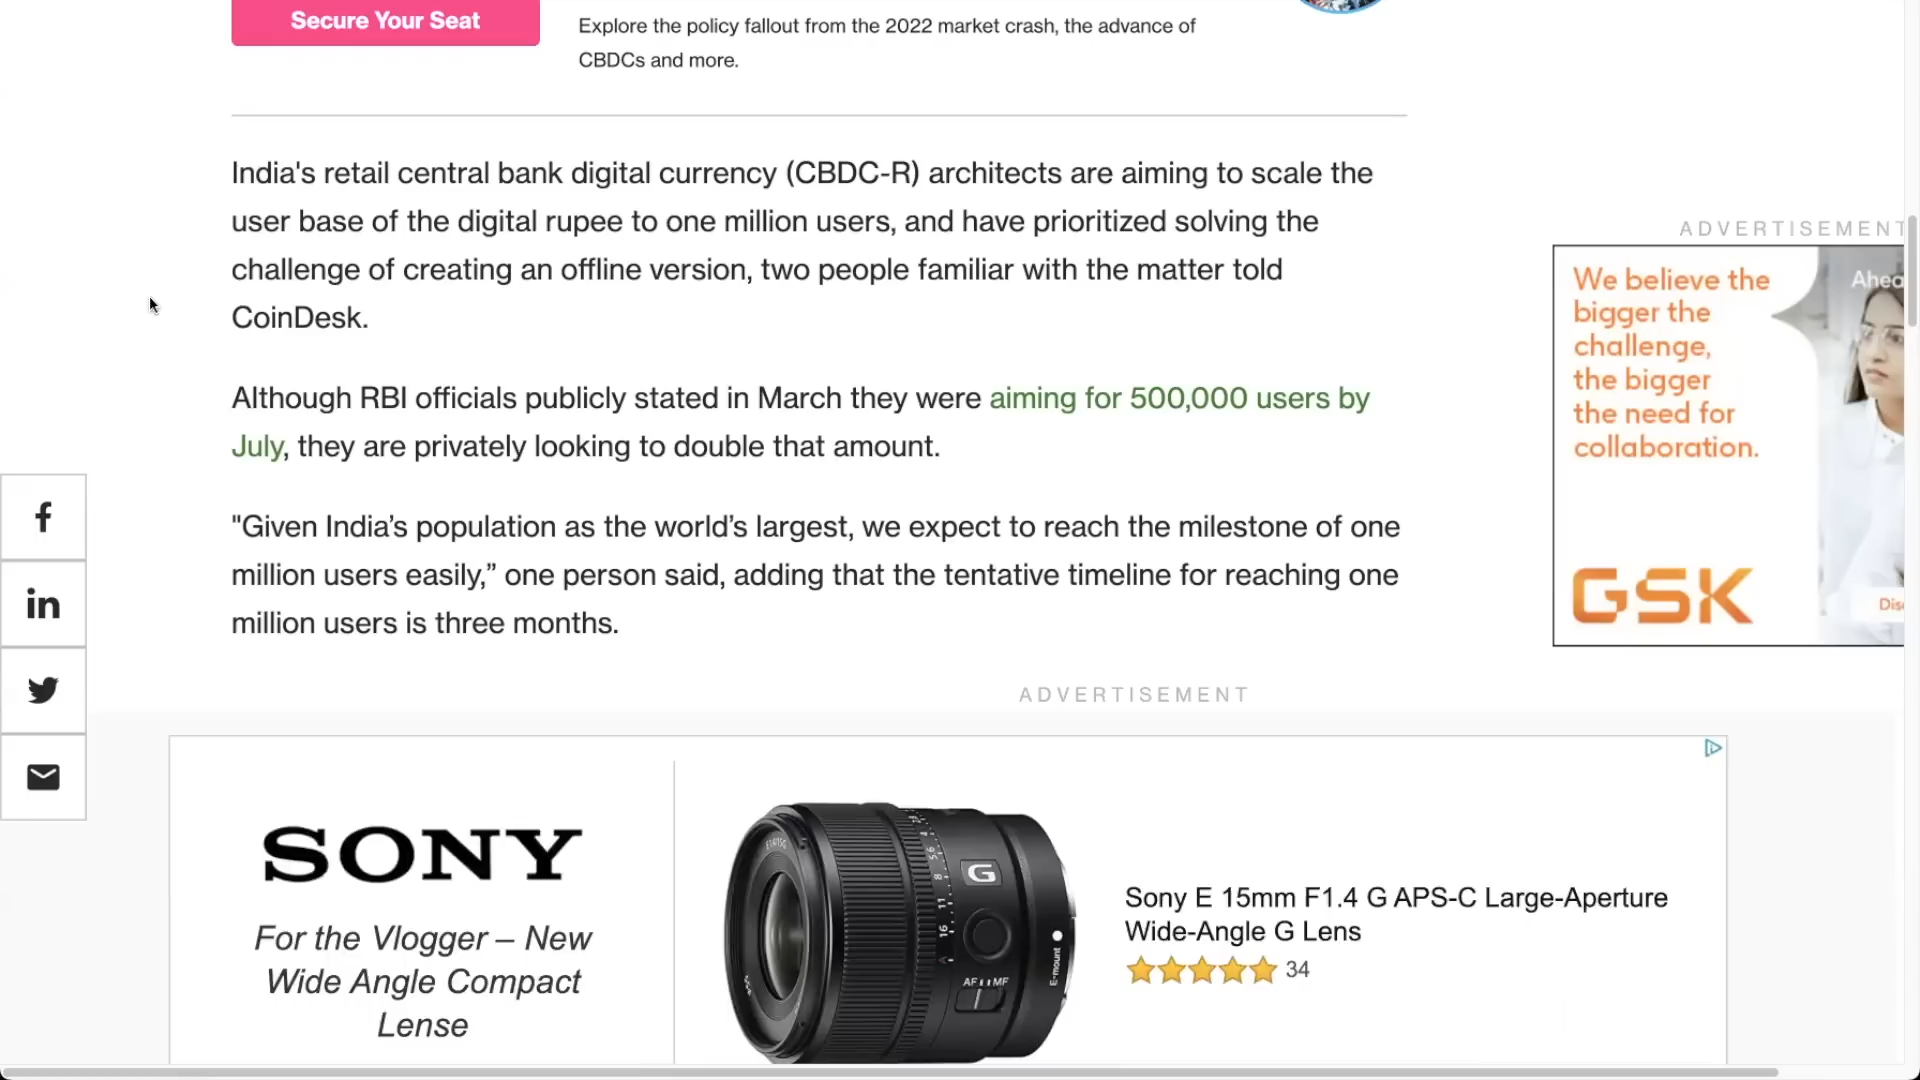 Secure Your Seat
Explore the policy fallout from the 2022 market crash, the advance of
CBDCs and more.
India's retail central bank digital currency (CBDC-R) architects are aiming to scale the
user base of the digital rupee to one million users, and have prioritized solving the
challenge of creating an offline version, two people familiar with the matter told
CoinDesk.
Although RBI officials publicly stated in March they were aiming for 500,000 users by
July, they are privately looking to double that amount.
"Given India’s population as the world’s largest, we expect to reach the milestone of one
million users easily,” one person said, adding that the tentative timeline for reaching one
million users is three months.
ADVERTISEMENT
We believe the
bigger the
challenge,
the bigger
the need for
collaboration.
Ahea
GSK
Dis
f
in
ADVERTISEMENT
SONY
For the Vlogger – New
Wide Angle Compact
Lense
G
AF MF
E-mount
Sony E 15mm F1.4 G APS-C Large-Aperture
Wide-Angle G Lens
34